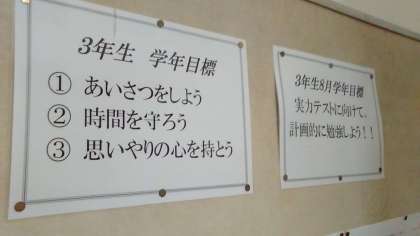 3年生 学年目標
① あいさつをしよう
② 時間を守ろう
③ 思いやりの心を持とう
3年生8月学年目標
実力テストに向けて、
計画的に勉強しよう!!